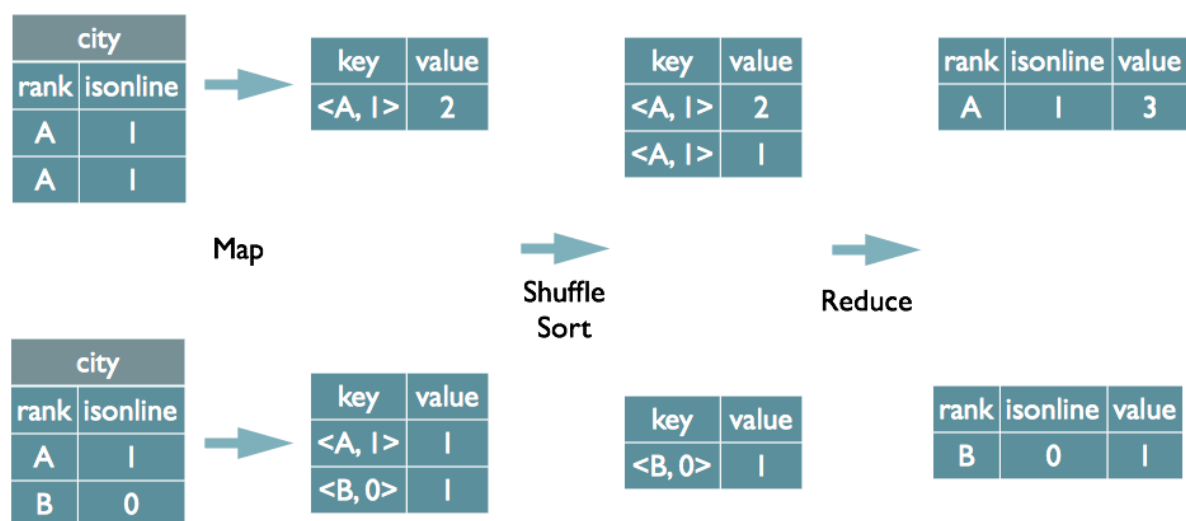 city
rank isonline
A 1
A 1
key value
<A, 1> 2
key value
<A, 1> 2
<A, 1> 1
rank isonline value
A 1 3
Map
Shuffle
Sort
Reduce
city
rank isonline
A 1
B 0
key value
<A, 1> 1
<B, 0> 1
key value
<B, 0> 1
rank isonline value
B 0 1